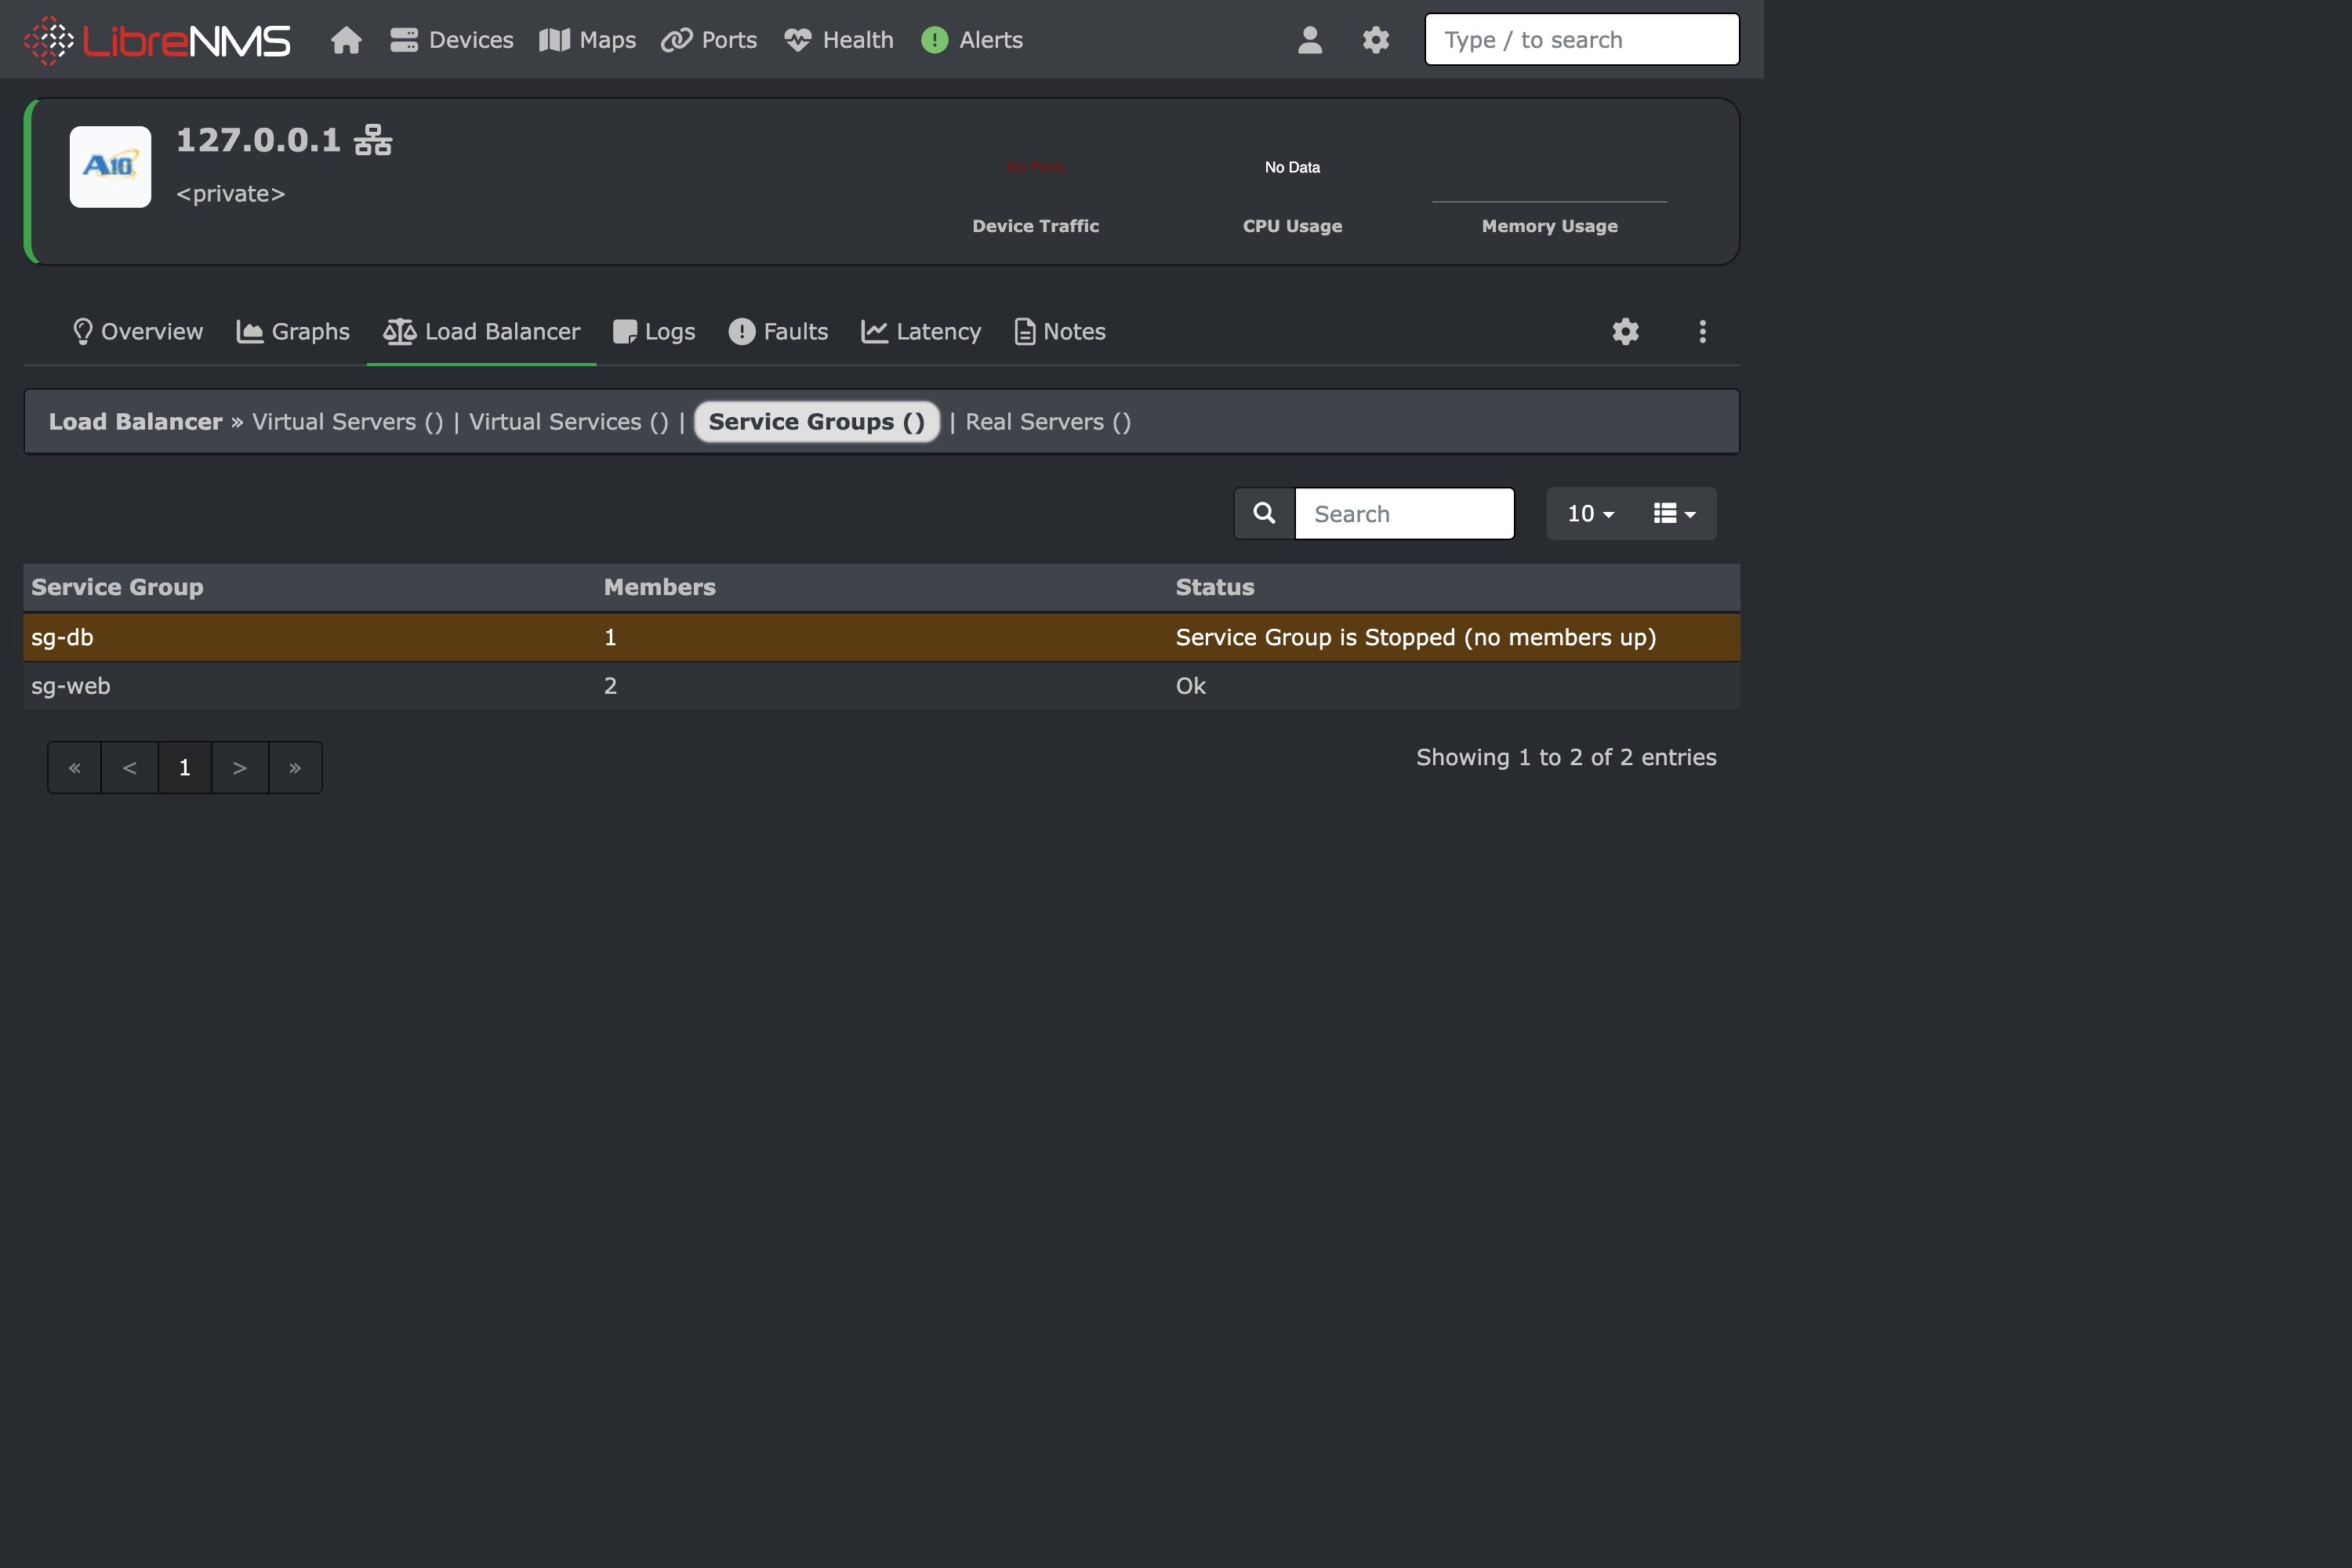 LibreNMS Devices Maps Ports Health Alerts Type / to search
A10
127.0.0.1
<private>
No Ports
No Data
Device Traffic CPU Usage Memory Usage
Overview Graphs Load Balancer Logs Faults Latency Notes
Load Balancer » Virtual Servers () | Virtual Services () | Service Groups () | Real Servers ()
Search 10
Service Group Members Status
sg-db 1 Service Group is Stopped (no members up)
sg-web 2 Ok
« < 1 > »
Showing 1 to 2 of 2 entries